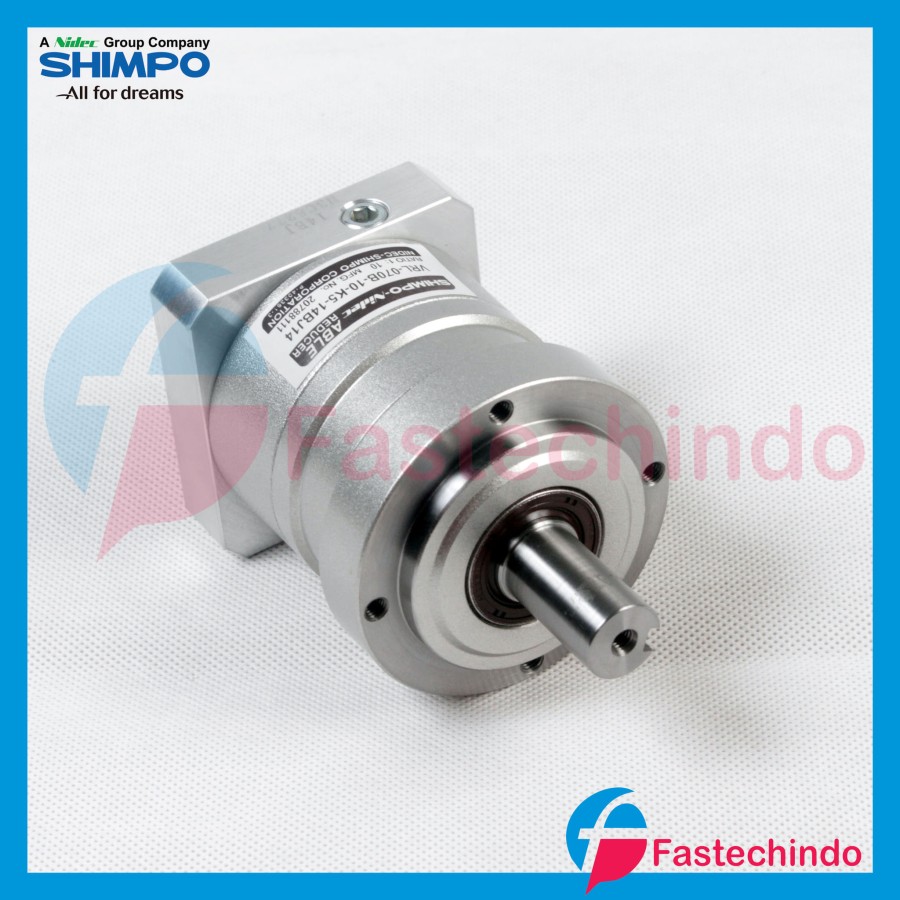 A Nidec Group Company
SHIMPO
All for dreams
14BJ
SHIMPO-Nidec
ABLE
REDUCER
VRL-070B-10-K5-14BJ14
RATIO 1: 10 MFG No. 20788111
NIDEC-SHIMPO CORPORATION
Fastechindo
Fastechindo